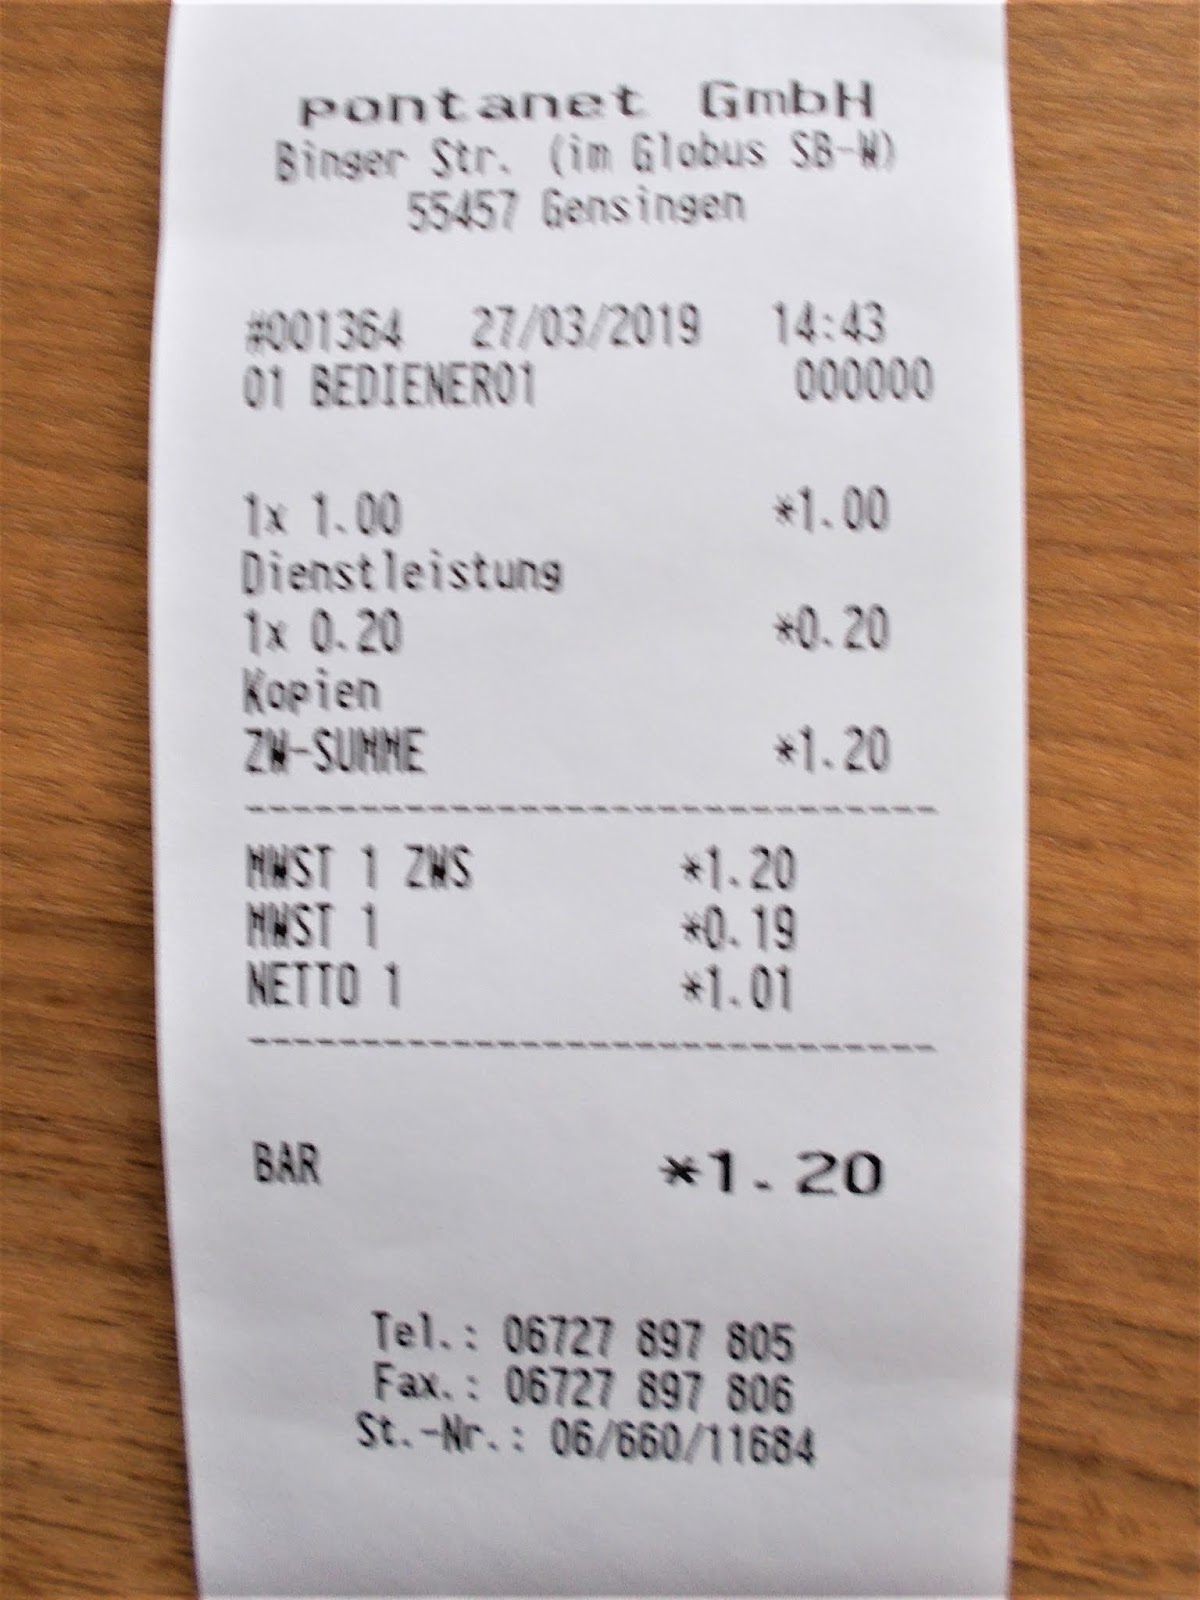 pontanet GmbH
Binger Str. (im Globus SB-W)
55457 Gensingen
#001364 27/03/2019 14:43
01 BEDIENER01 000000
1x 1.00 *1.00
Dienstleistung
1x 0.20 *0.20
Kopien
ZW-SUMME *1.20
------------------------------
MWST 1 ZWS *1.20
MWST 1 *0.19
NETTO 1 *1.01
------------------------------
BAR *1.20
Tel.: 06727 897 805
Fax.: 06727 897 806
St.-Nr.: 06/660/11684